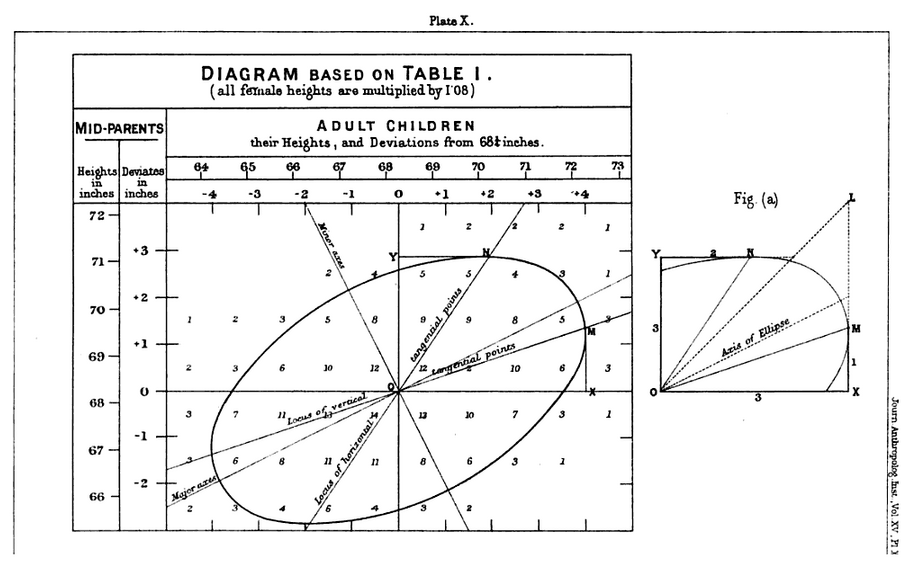 Plate X.
DIAGRAM BASED ON TABLE I.
(all female heights are multiplied by 1'08)
MID-PARENTS
ADULT CHILDREN
their Heights, and Deviations from 68¼ inches.
Heights in inches
Deviates in inches
64 65 66 67 68 69 70 71 72 73
-4 -3 -2 -1 0 +1 +2 +3 +4
72
71
70
69
68
67
66
+3
+2
+1
0
-1
-2
1 2 2 2 1
2 4 5 5 4 3 1
1 2 3 5 8 9 9 8 5 3
2 3 6 10 12 12 2 10 6 3
3 7 11 13 14 13 10 7 3 1
3 6 8 11 11 8 6 3 1
2 3 4 6 4 3 2
Minor axes
Y N
tangential points
M
tangential points
O
X
Locus of vertical
Locus of horizontal
Major axes
Fig. (a)
L
Y 2 N
3
Axis of Ellipse
M
1
O 3 X
Journ. Anthropolog. Inst., Vol. XV, Pl.